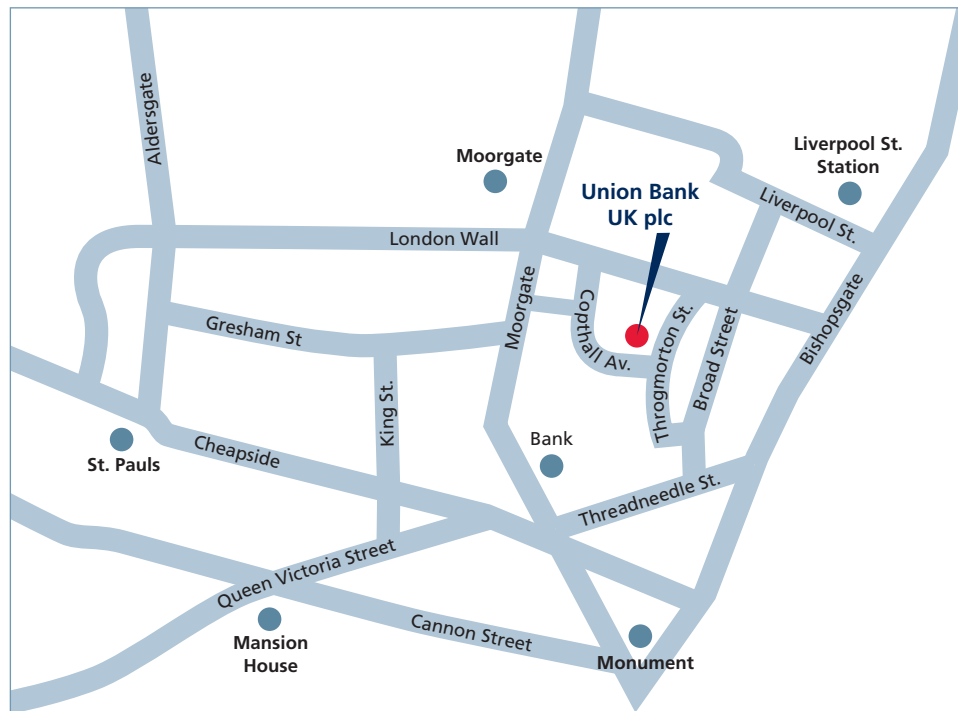 Aldersgate
Moorgate
Liverpool St.
Station
Union Bank
UK plc
Liverpool St.
London Wall
Moorgate
Copthall Av.
Throgmorton St.
Broad Street
Bishopsgate
Gresham St
King St.
Bank
St. Pauls
Cheapside
Threadneedle St.
Queen Victoria Street
Cannon Street
Mansion
House
Monument